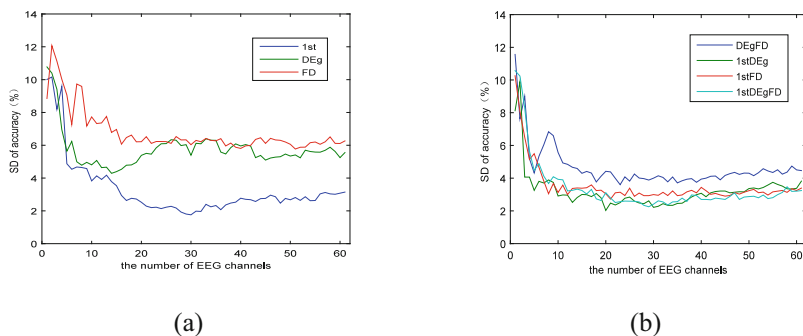 14
12
10
8
6
4
2
0
0 10 20 30 40 50 60
SD of accuracy (%)
the number of EEG channels
1st
DEg
FD
(a)
14
12
10
8
6
4
2
0
0 10 20 30 40 50 60
SD of accuracy (%)
the number of EEG channels
DEgFD
1stDEg
1stFD
1stDEgFD
(b)